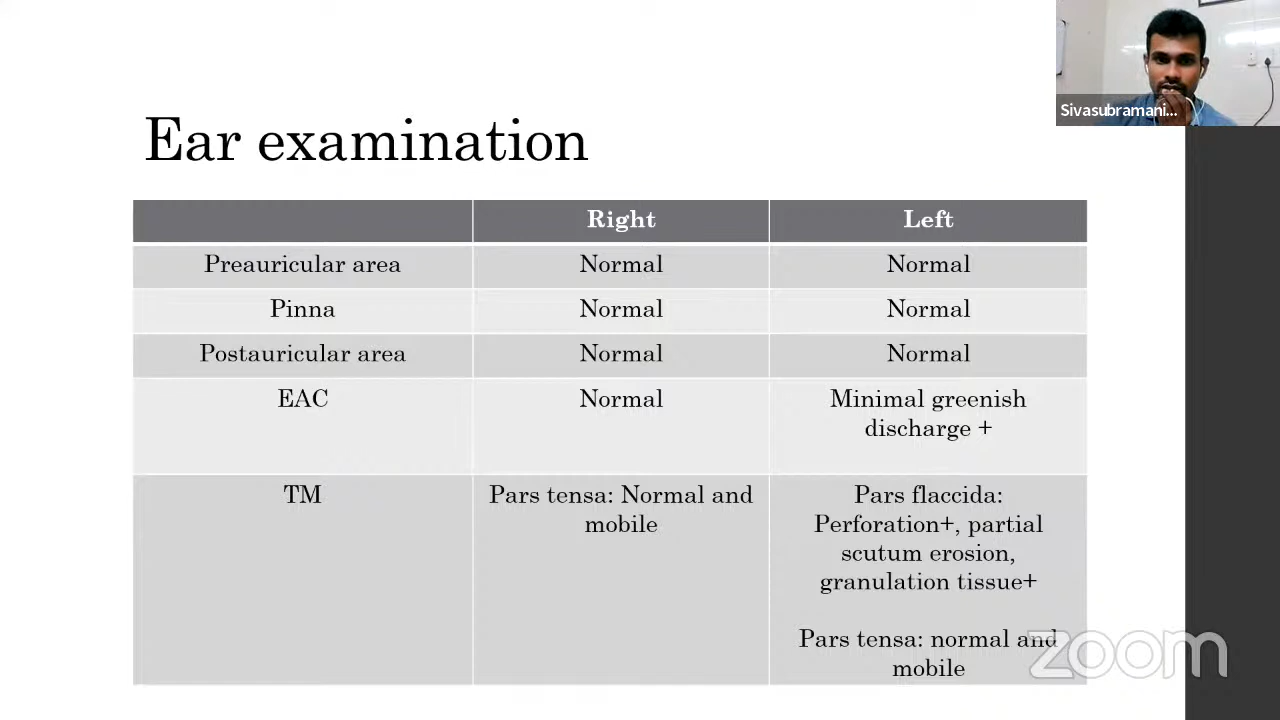 Sivasubramani...
Ear examination
Right Left
Preauricular area Normal Normal
Pinna Normal Normal
Postauricular area Normal Normal
EAC Normal Minimal greenish
discharge +
TM Pars tensa: Normal and Pars flaccida:
mobile Perforation+, partial
scutum erosion,
granulation tissue+
Pars tensa: normal and
mobile
zoom